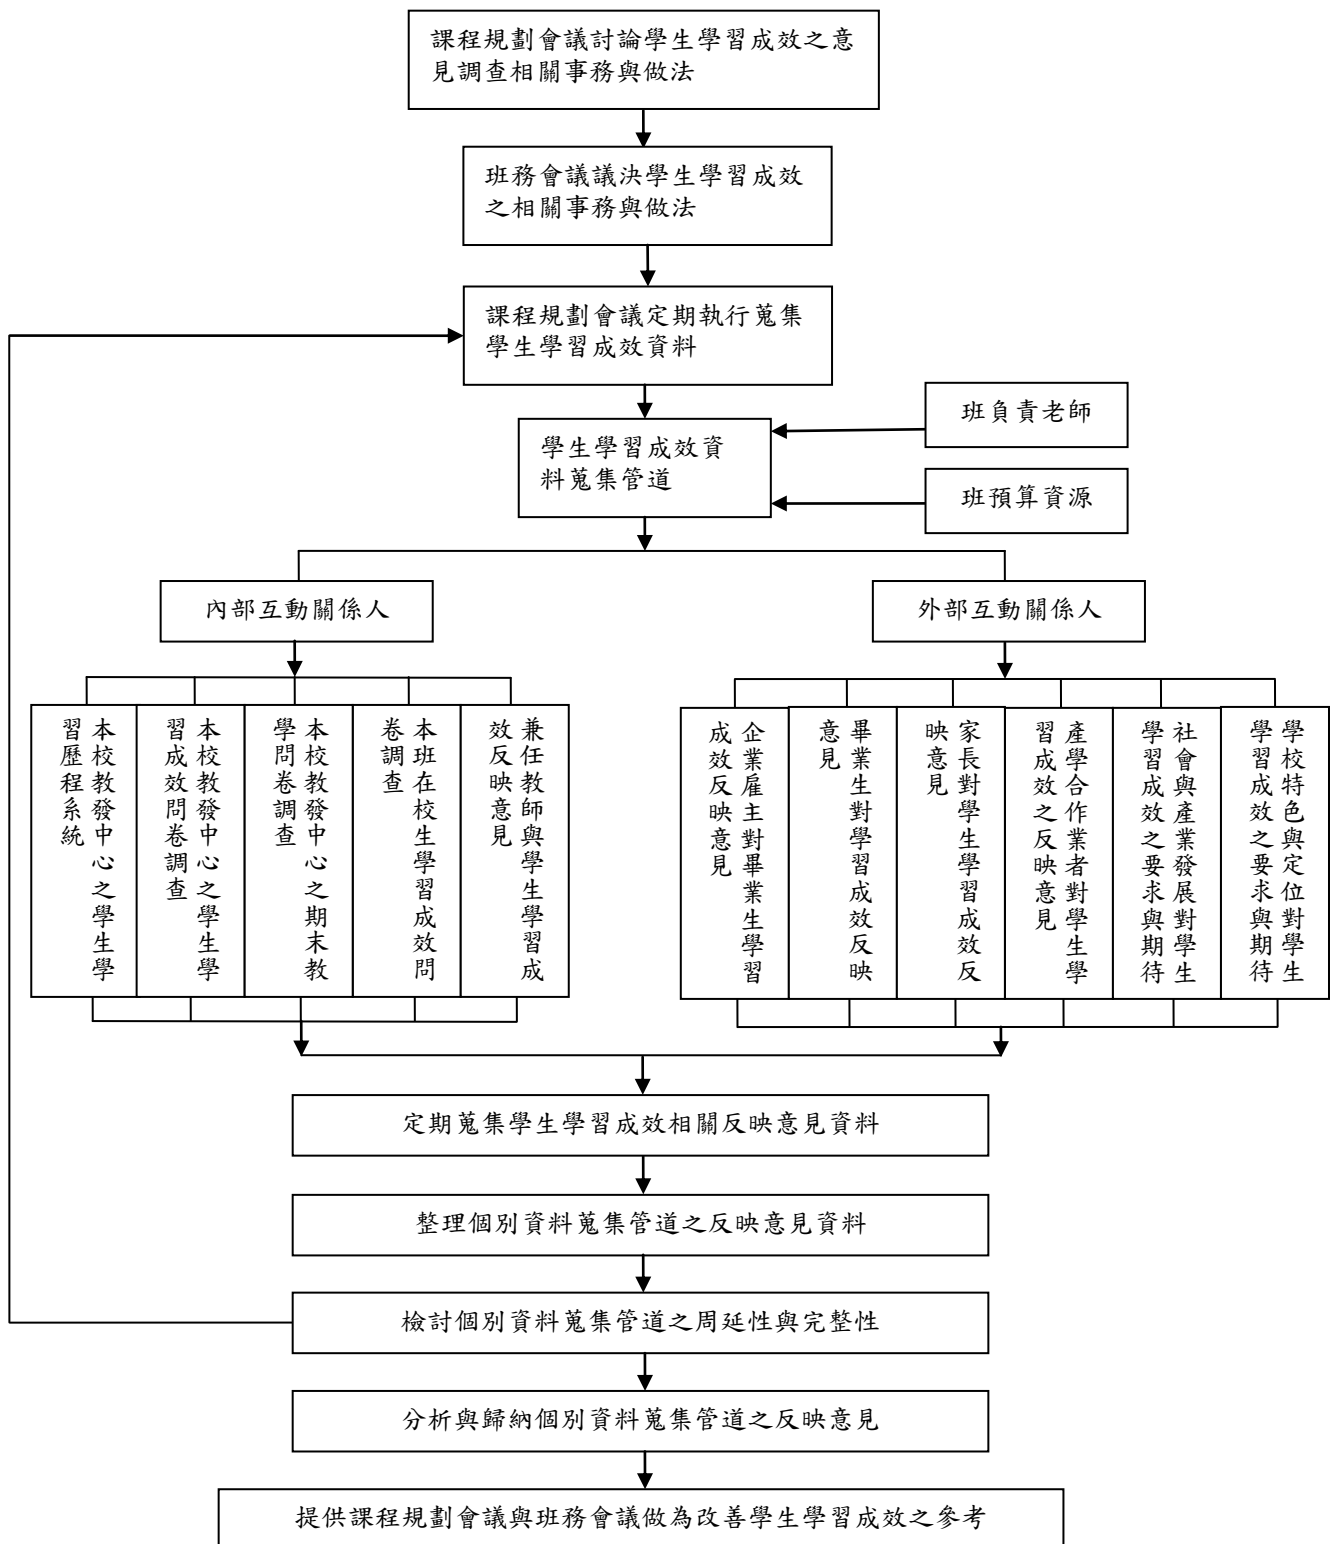 課程規劃會議討論學生學習成效之意
見調查相關事務與做法
班務會議議決學生學習成效
之相關事務與做法
課程規劃會議定期執行蒐集
學生學習成效資料
班負責老師
學生學習成效資
料蒐集管道
班預算資源
內部互動關係人
外部互動關係人
本校教發中心之學生學
習歷程系統
本校教發中心之學生學
習成效問卷調查
本校教發中心之期末教
學問卷調查
本班在校生學習成效問
卷調查
兼任教師與學生學習成
效反映意見
企業雇主對畢業生學習
成效反映意見
畢業生對學習成效反映
意見
家長對學生學習成效反
映意見
產學合作業者對學生學
習成效之反映意見
社會與產業發展對學生
學習成效之要求與期待
學校特色與定位對學生
學習成效之要求與期待
定期蒐集學生學習成效相關反映意見資料
整理個別資料蒐集管道之反映意見資料
檢討個別資料蒐集管道之周延性與完整性
分析與歸納個別資料蒐集管道之反映意見
提供課程規劃會議與班務會議做為改善學生學習成效之參考